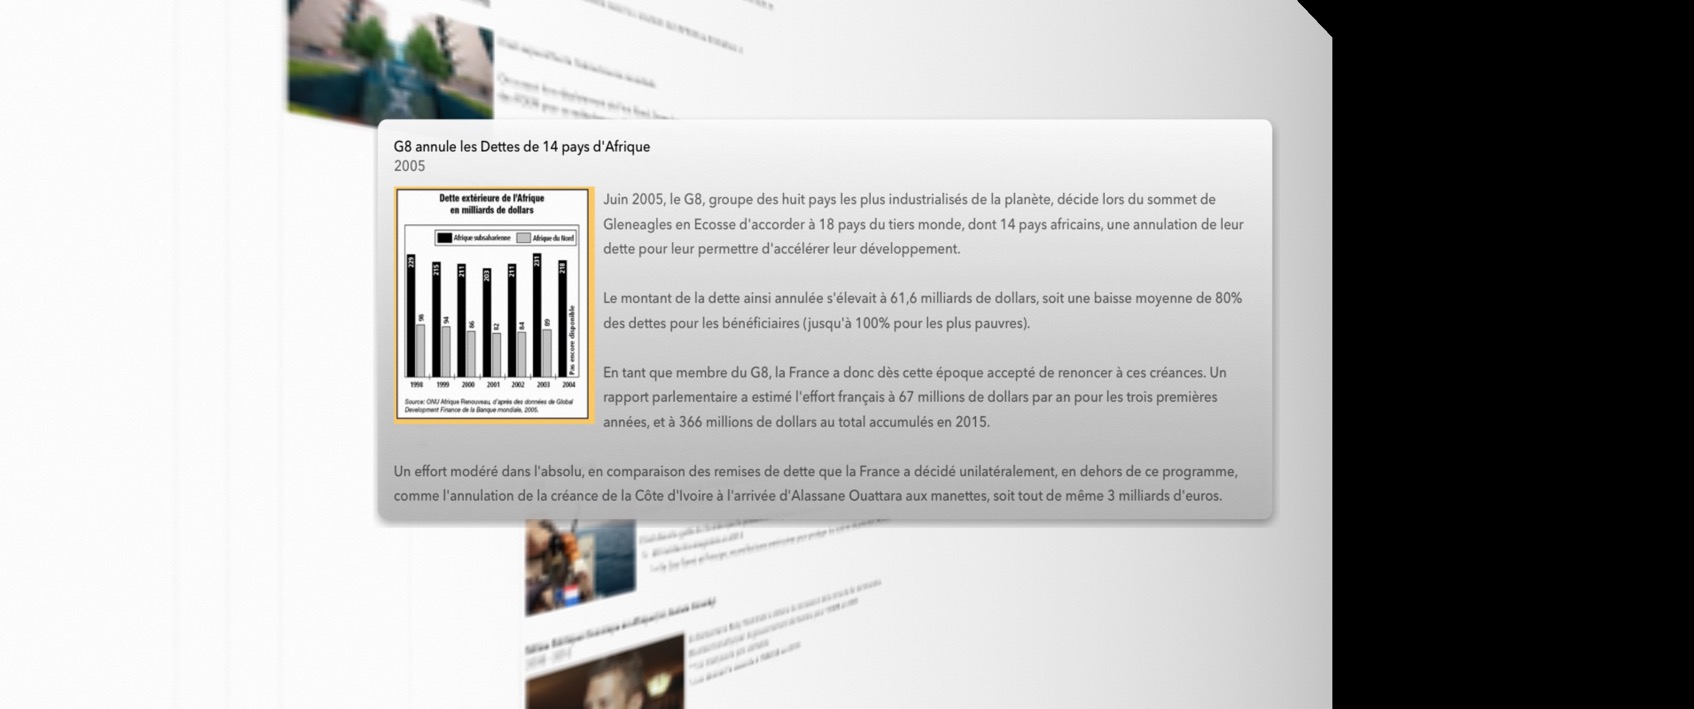 G8 annule les Dettes de 14 pays d'Afrique
2005
Dette extérieure de l'Afrique
en milliards de dollars
Afrique subsaharienne Afrique du Nord
229 98 215 94 211 86 203 82 211 84 231 89 218 Pas encore disponible
1998 1999 2000 2001 2002 2003 2004
Source: ONU Afrique Renouveau, d'après des données de Global
Development Finance de la Banque mondiale, 2005.
Juin 2005, le G8, groupe des huit pays les plus industrialisés de la planète, décide lors du sommet de
Gleneagles en Ecosse d'accorder à 18 pays du tiers monde, dont 14 pays africains, une annulation de leur
dette pour leur permettre d'accélérer leur développement.
Le montant de la dette ainsi annulée s'élevait à 61,6 milliards de dollars, soit une baisse moyenne de 80%
des dettes pour les bénéficiaires (jusqu'à 100% pour les plus pauvres).
En tant que membre du G8, la France a donc dès cette époque accepté de renoncer à ces créances. Un
rapport parlementaire a estimé l'effort français à 67 millions de dollars par an pour les trois premières
années, et à 366 millions de dollars au total accumulés en 2015.
Un effort modéré dans l'absolu, en comparaison des remises de dette que la France a décidé unilatéralement, en dehors de ce programme,
comme l'annulation de la créance de la Côte d'Ivoire à l'arrivée d'Alassane Ouattara aux manettes, soit tout de même 3 milliards d'euros.